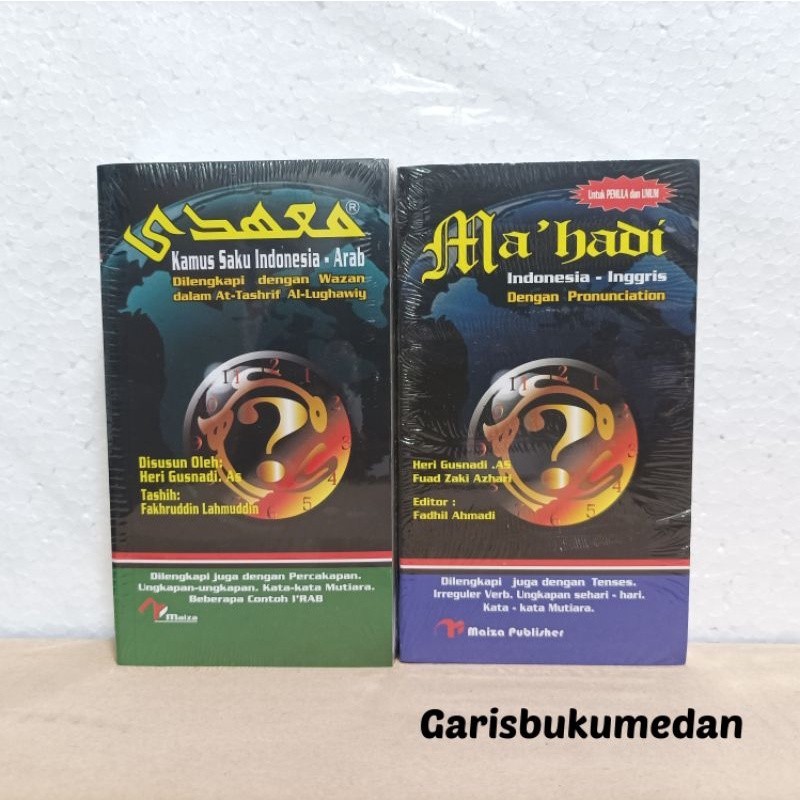 معهدي®
Kamus Saku Indonesia - Arab
Dilengkapi dengan Wazan
dalam At-Tashrif Al-Lughawiy
Disusun Oleh:
Heri Gusnadi. As
Tashih:
Fakhruddin Lahmuddin
Dilengkapi juga dengan Percakapan.
Ungkapan-ungkapan. Kata-kata Mutiara.
Beberapa Contoh I'RAB
Maiza
Untuk PEMULA dan UMUM
Ma'hadi
Indonesia - Inggris
Dengan Pronunciation
Heri Gusnadi .AS
Fuad Zaki Azhari
Editor :
Fadhil Ahmadi
Dilengkapi juga dengan Tenses.
Irreguler Verb. Ungkapan sehari - hari.
Kata - kata Mutiara.
Maiza Publisher
Garisbukumedan